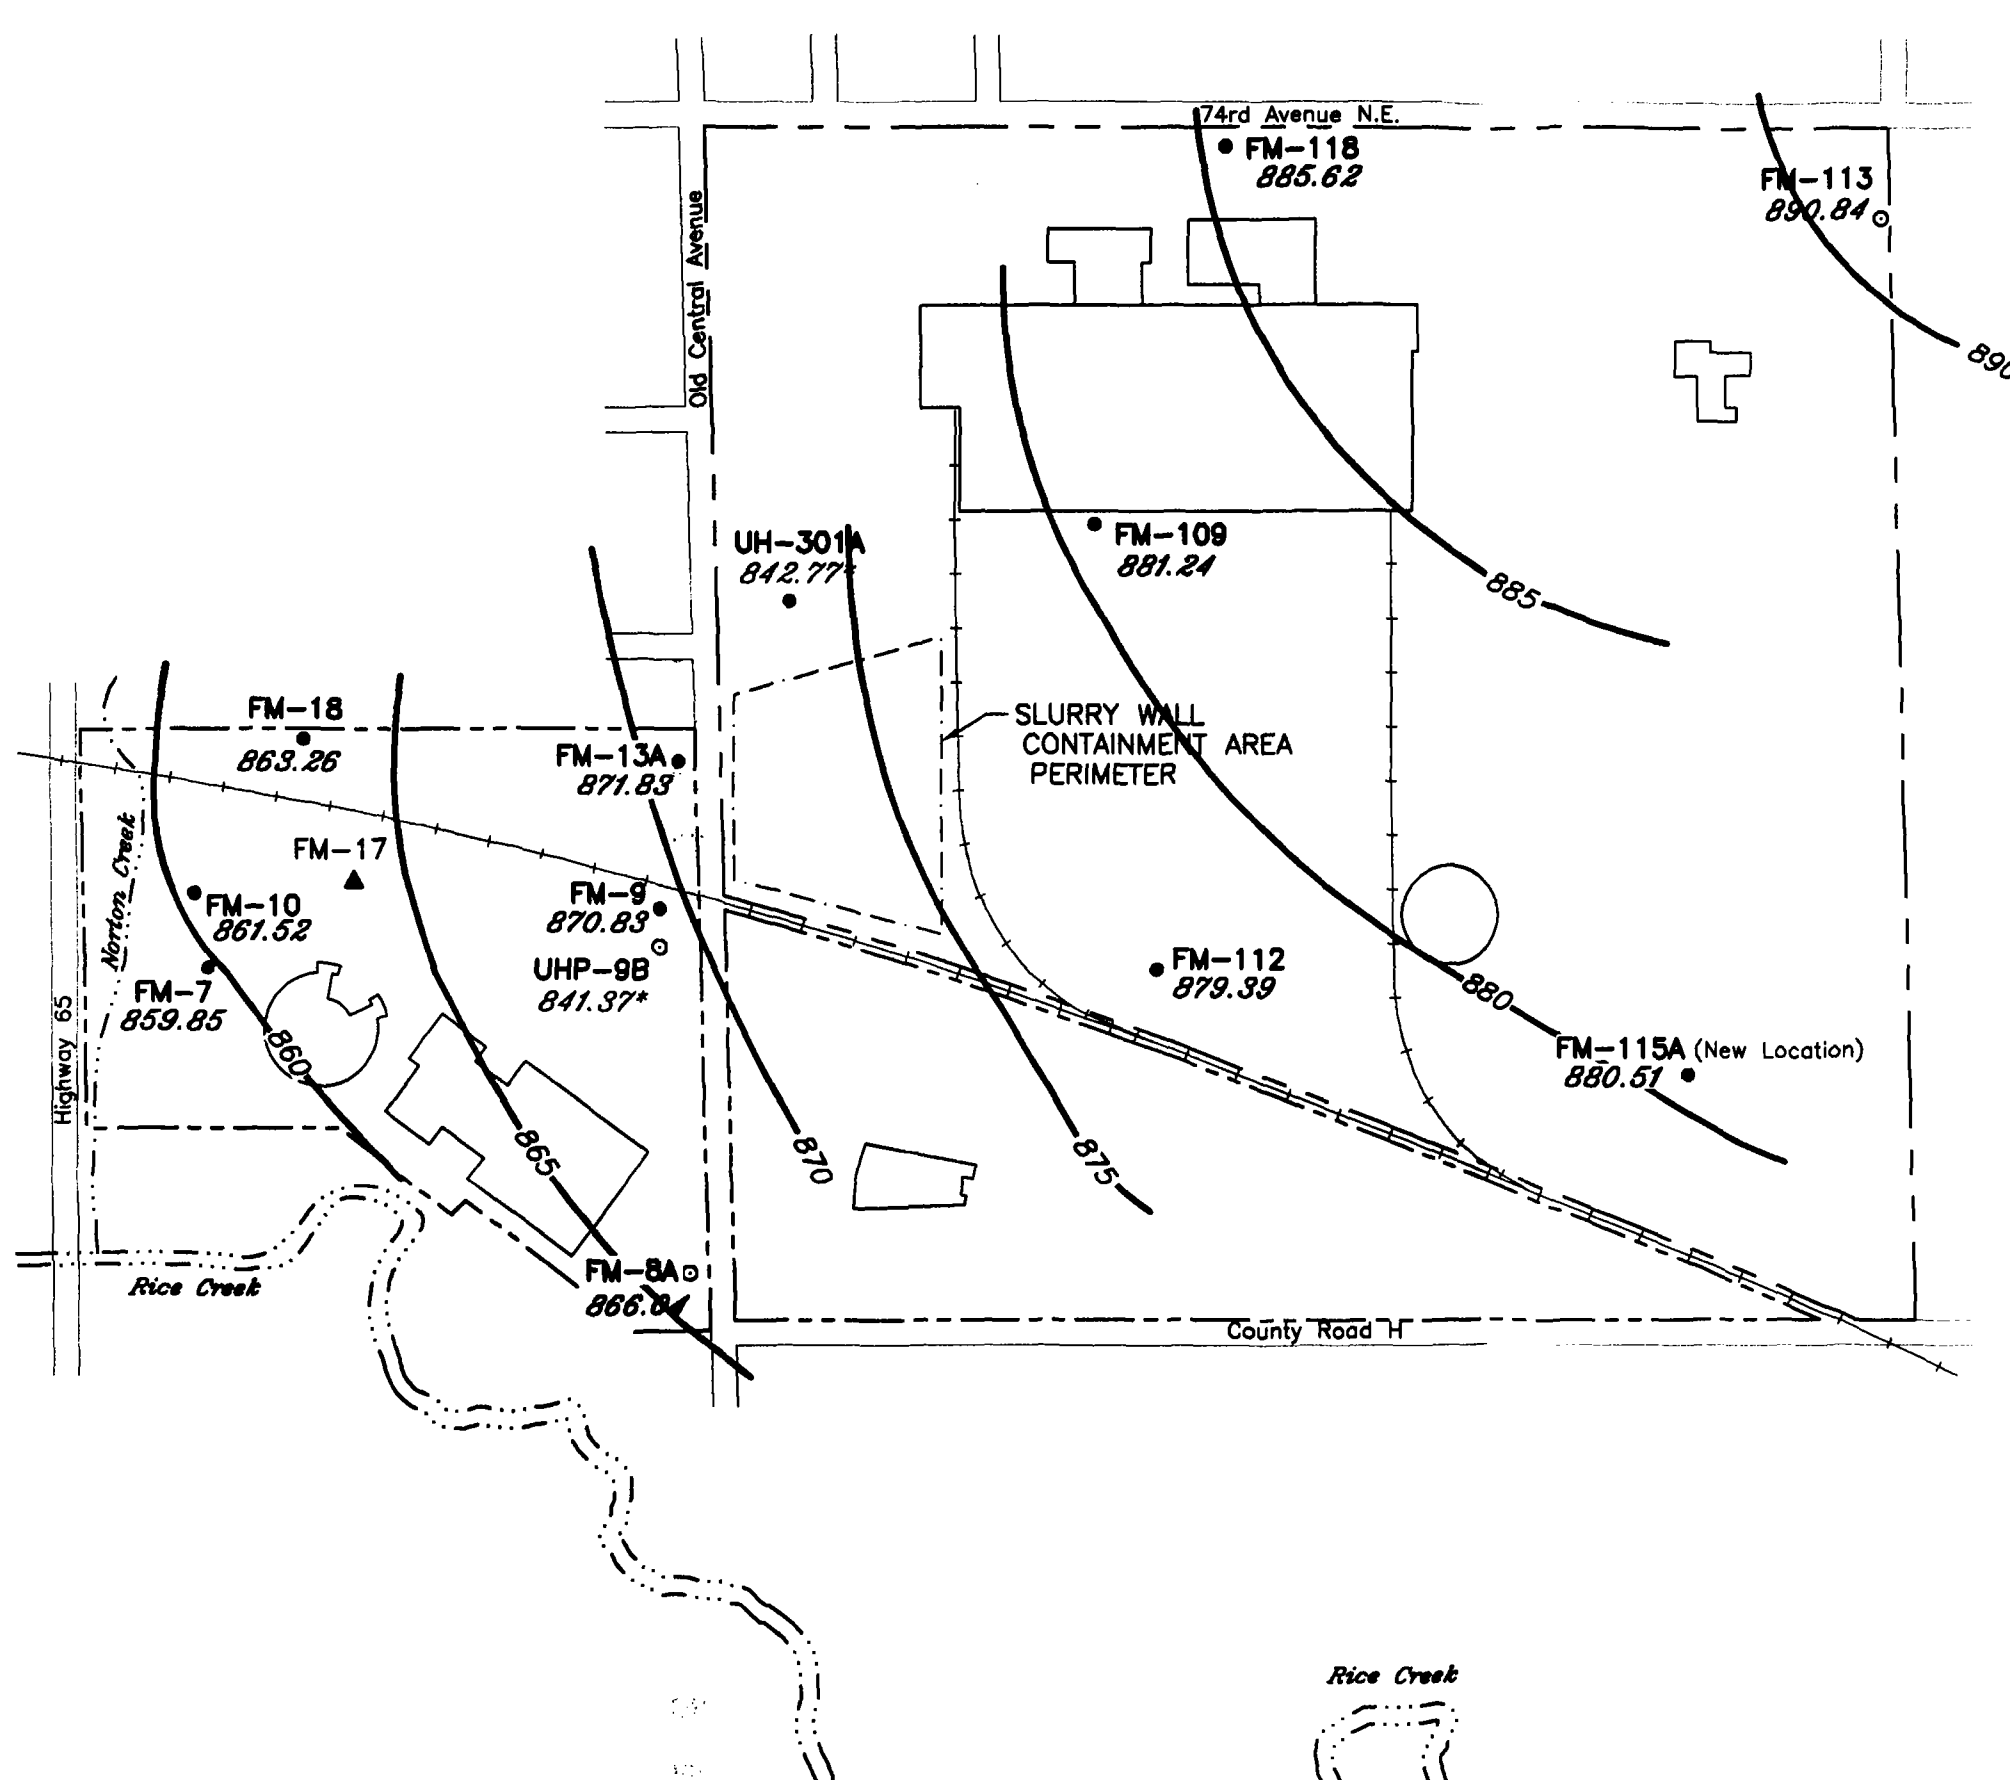 74rd Avenue N.E.
FM-118
885.62
FM-113
890.84
Old Central Avenue
890
UH-301A
842.77*
FM-109
881.24
885
FM-18
863.26
SLURRY WALL
CONTAINMENT AREA
PERIMETER
FM-13A
871.83
Norton Creek
FM-17
FM-10
861.52
FM-9
870.83
UHP-9B
841.37*
FM-112
879.39
FM-7
859.85
880
Highway 65
860
FM-115A (New Location)
880.51
865
870
875
Rice Creek
FM-8A
County Road H
Rice Creek